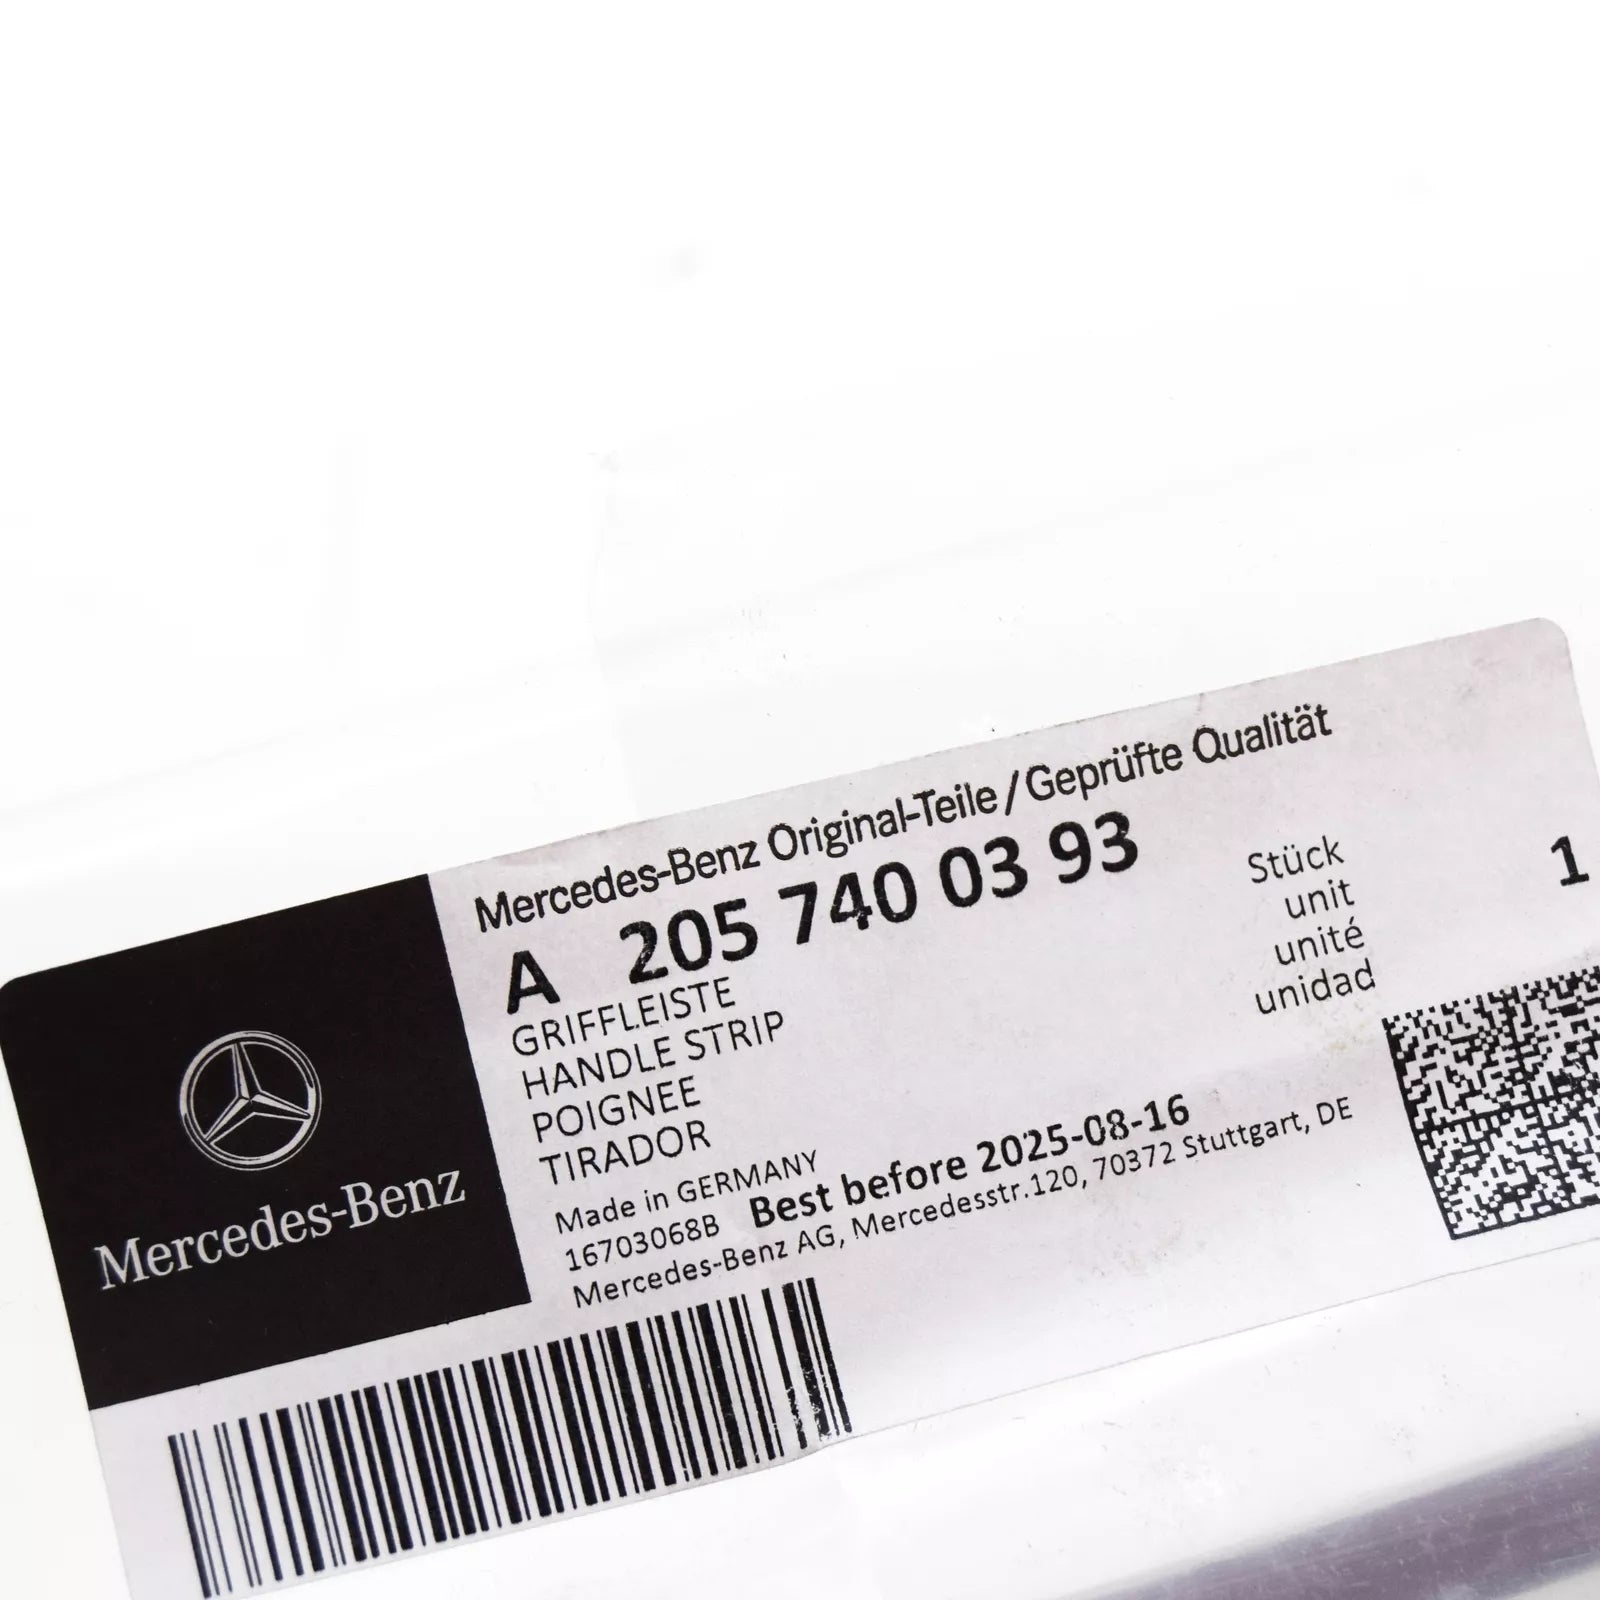 Mercedes-Benz
Mercedes-Benz Original-Teile/Geprüfte Qualität
A 205 740 03 93
GRIFFLEISTE
HANDLE STRIP
POIGNEE
TIRADOR
Stück 1
unit
unité
unidad
Made in GERMANY
16703068B Best before 2025-08-16
Mercedes-Benz AG, Mercedesstr.120, 70372 Stuttgart, DE